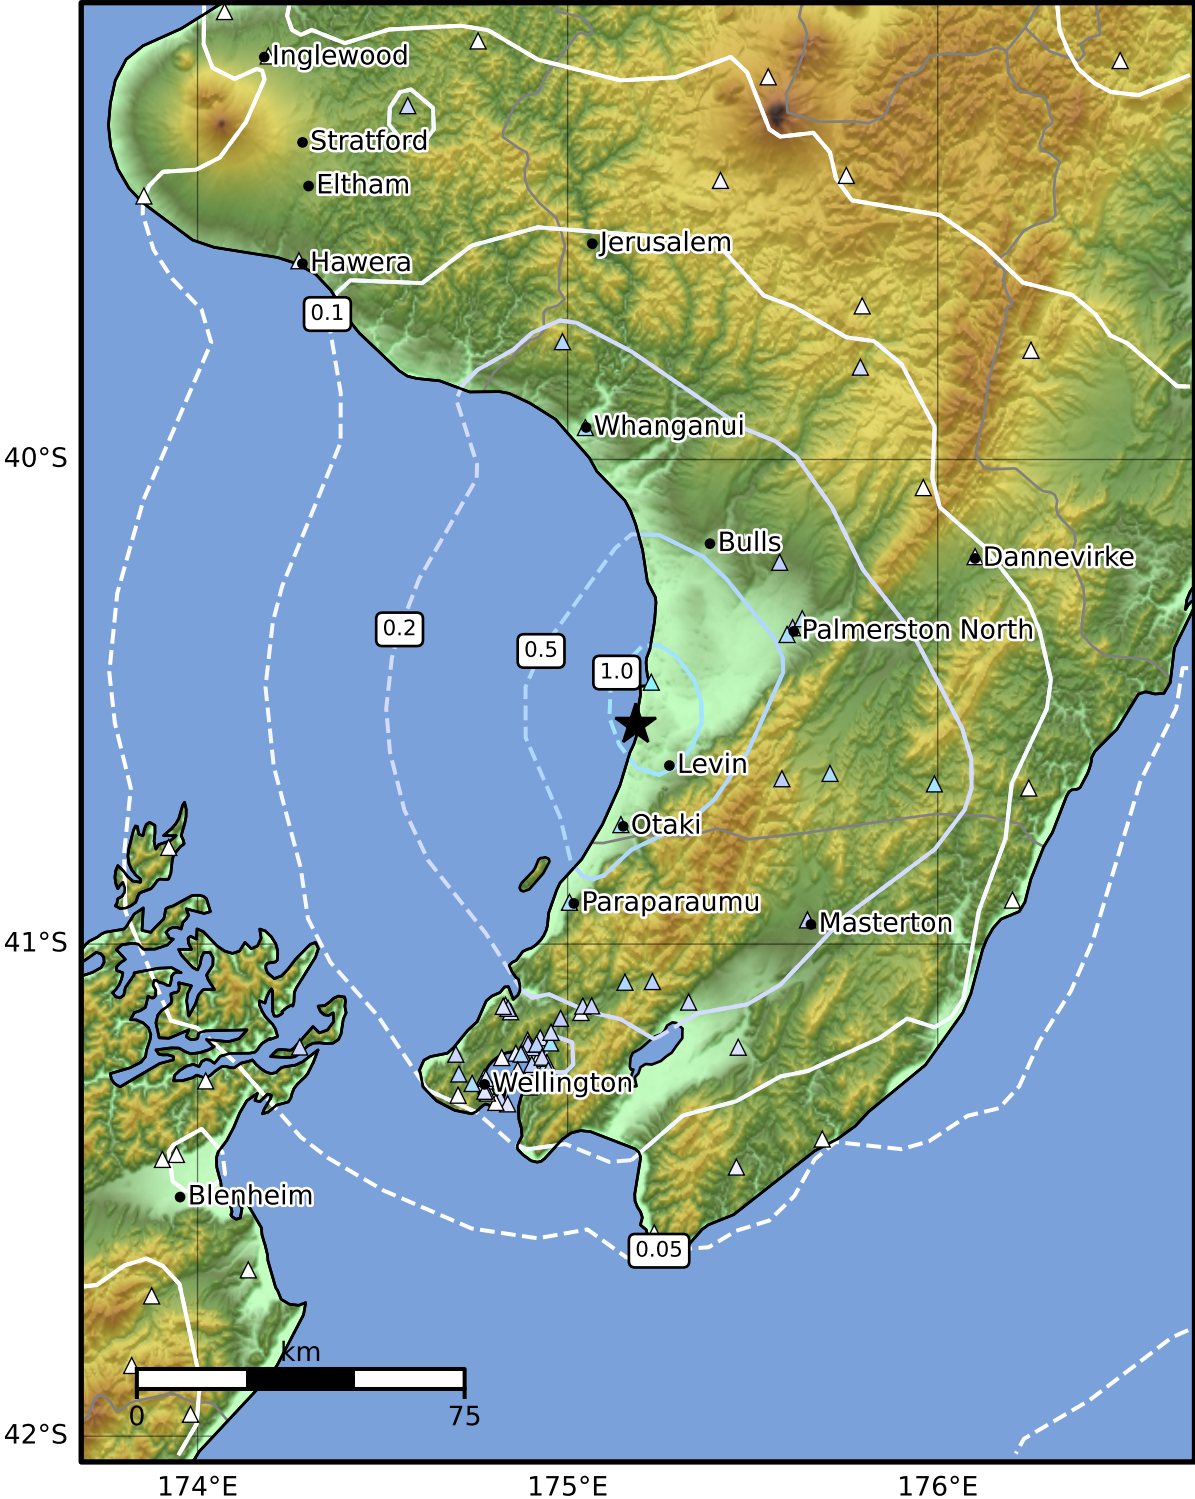 Inglewood
Stratford
Eltham
Jerusalem
Hawera
0.1
Whanganui
40°S
Bulls
Dannevirke
0.2
Palmerston North
0.5
1.0
Levin
Otaki
Paraparaumu
Masterton
41°S
Wellington
Blenheim
0.05
km
0
75
42°S
174°E
175°E
176°E